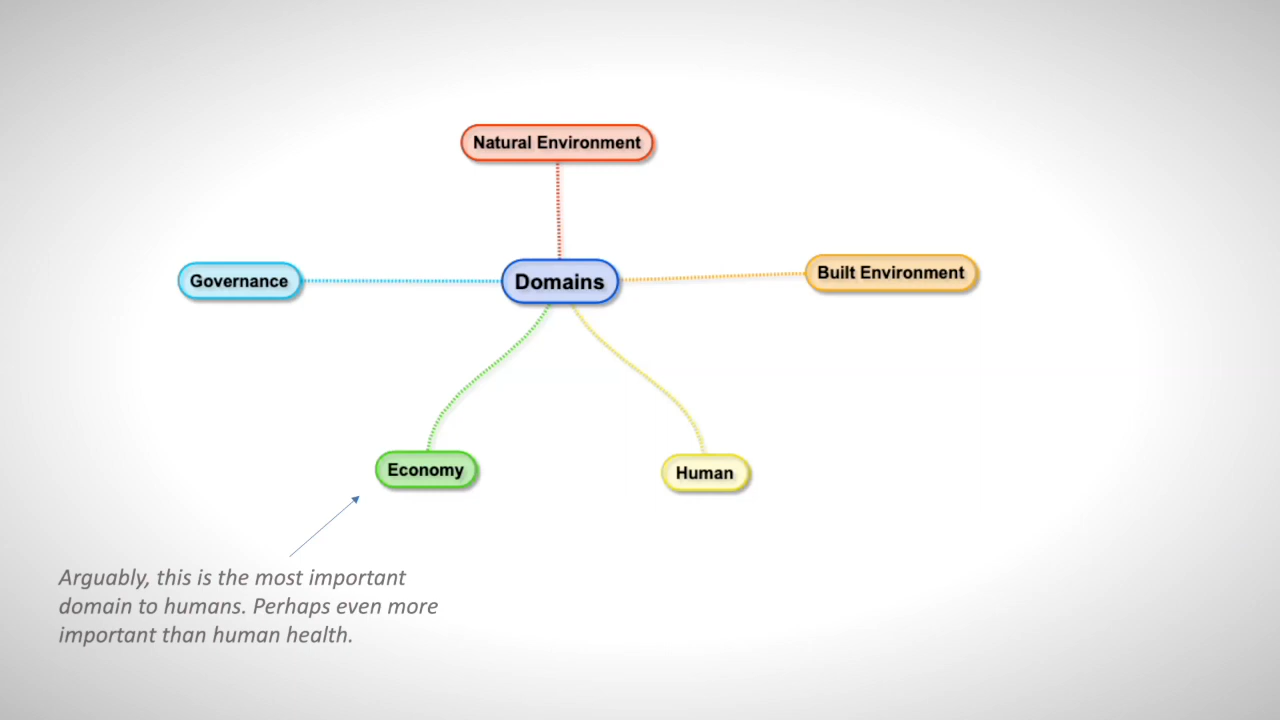 Natural Environment
Governance
Domains
Built Environment
Economy
Human
Arguably, this is the most important
domain to humans. Perhaps even more
important than human health.